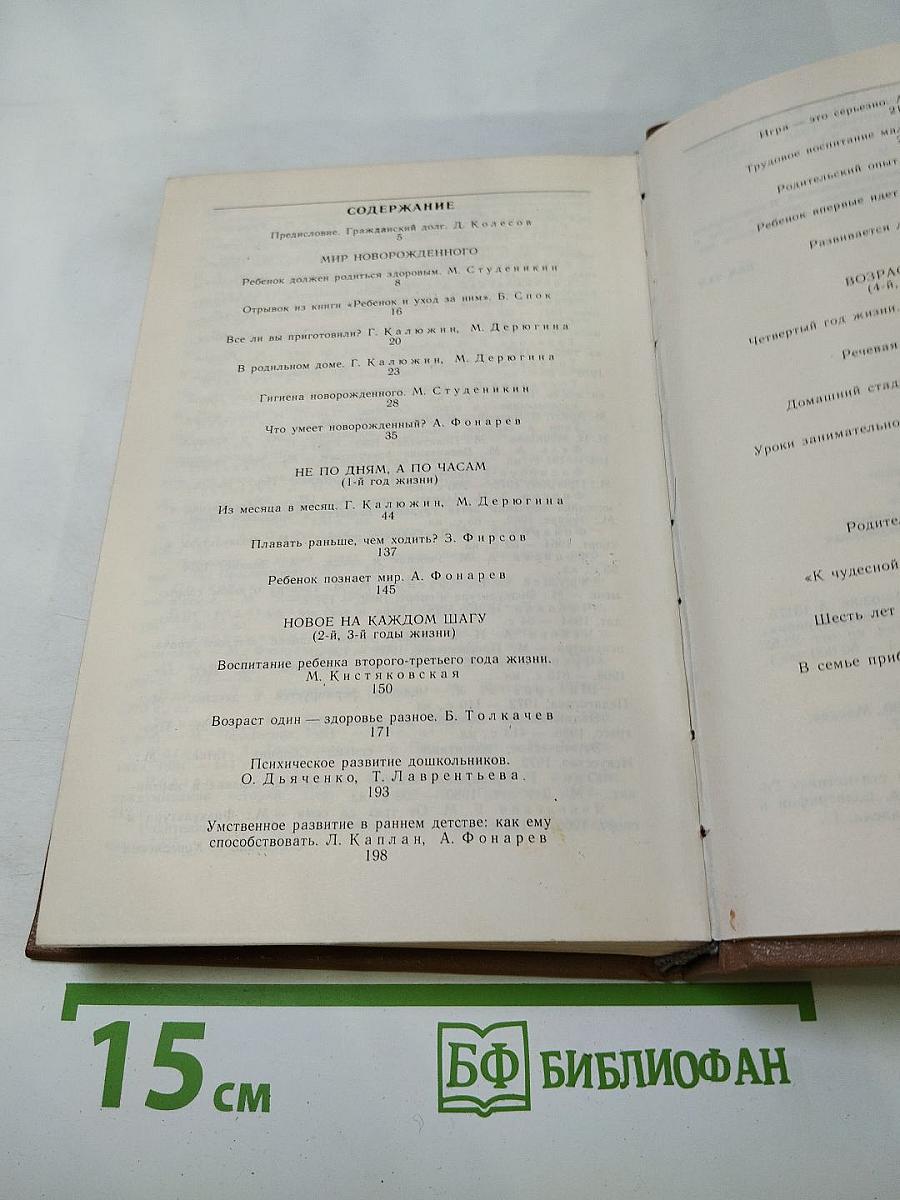 СОДЕРЖАНИЕ
Предисловие. Гражданский долг. Д. Колесов
5
МИР НОВОРОЖДЕННОГО
Ребенок должен родиться здоровым. М. Студеникин
8
Отрывок из книги «Ребенок и уход за ним». Б. Спок
16
Все ли вы приготовили? Г. Калюжин, М. Дерюгина
20
В родильном доме. Г. Калюжин, М. Дерюгина
23
Гигиена новорожденного. М. Студеникин
28
Что умеет новорожденный? А. Фонарев
35
НЕ ПО ДНЯМ, А ПО ЧАСАМ
(1-й год жизни)
Из месяца в месяц. Г. Калюжин, М. Дерюгина
44
Плавать раньше, чем ходить? З. Фирсов
137
Ребенок познает мир. А. Фонарев
145
НОВОЕ НА КАЖДОМ ШАГУ
(2-й, 3-й годы жизни)
Воспитание ребенка второго-третьего года жизни.
М. Кистяковская
150
Возраст один — здоровье разное. Б. Толкачев
171
Психическое развитие дошкольников.
О. Дьяченко, Т. Лаврентьева.
193
Умственное развитие в раннем детстве: как ему
способствовать. Л. Каплан, А. Фонарев
198
Игра — это серьезно.
Трудовое воспитание
Родительский опыт
Ребенок впервые идет
Развивается
(4-й,
Четвертый год жизни.
Речевая
Домашний
Уроки
«К чудесной
Шесть лет
В семье
15 см
БФ БИБЛИОФАН